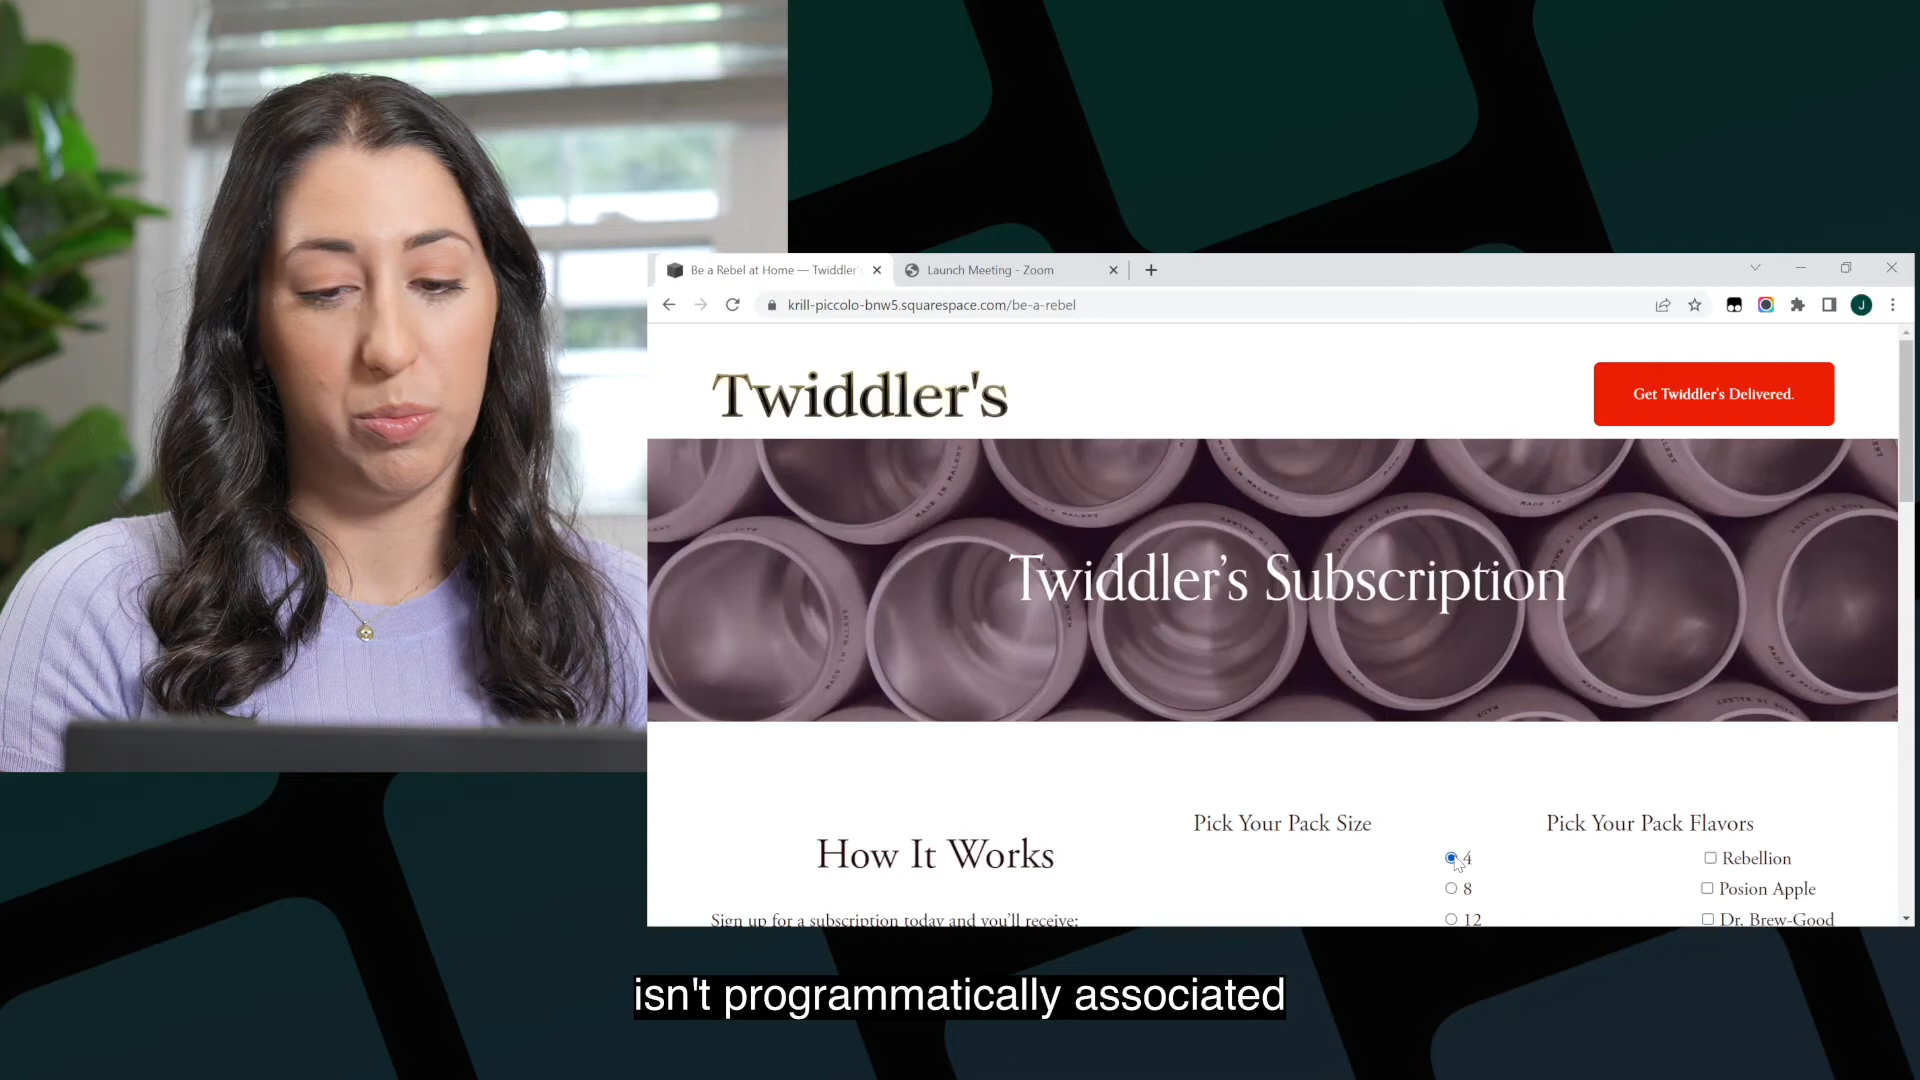 Be a Rebel at Home — Twiddler's
Launch Meeting - Zoom
krill-piccolo-bnw5.squarespace.com/be-a-rebel
J
Twiddler's
Get Twiddler's Delivered.
Twiddler's Subscription
How It Works
Sign up for a subscription today and you'll receive:
Pick Your Pack Size
4
8
12
Pick Your Pack Flavors
Rebellion
Posion Apple
Dr. Brew-Good
isn't programmatically associated